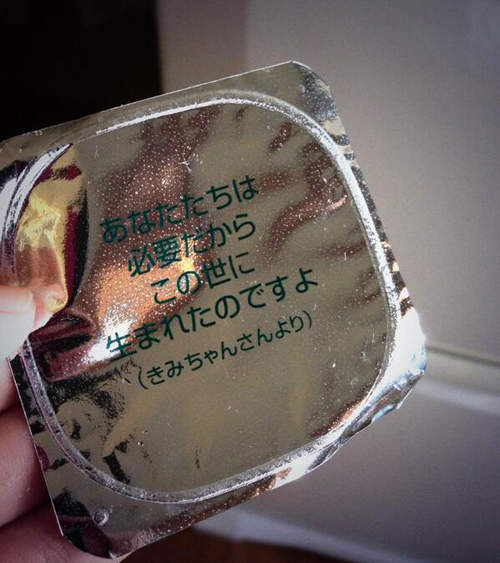 あなたたちは
必要だから
この世に
生まれたのですよ
（きみちゃんさんより）